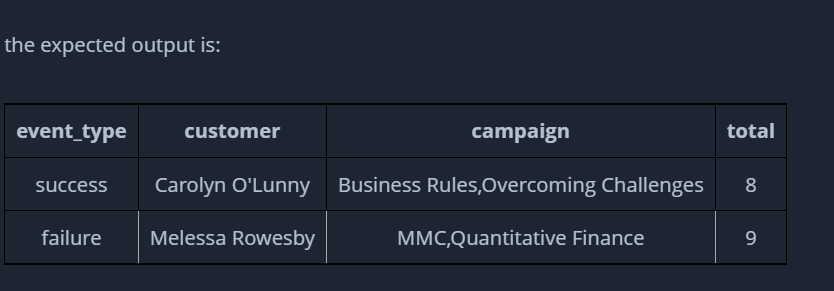 the expected output is:
event_type customer campaign total
success Carolyn O'Lunny Business Rules,Overcoming Challenges 8
failure Melessa Rowesby MMC,Quantitative Finance 9